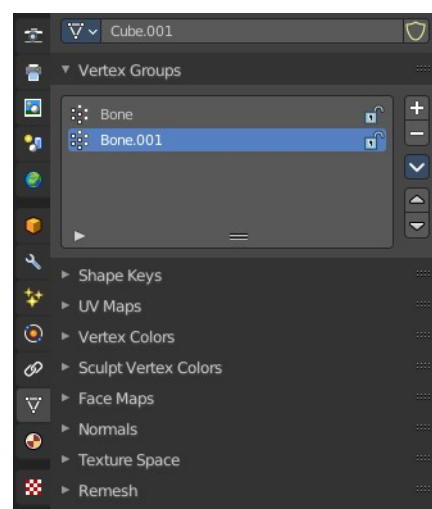 Cube.001
Vertex Groups
Bone
Bone.001
Shape Keys
UV Maps
Vertex Colors
Sculpt Vertex Colors
Face Maps
Normals
Texture Space
Remesh